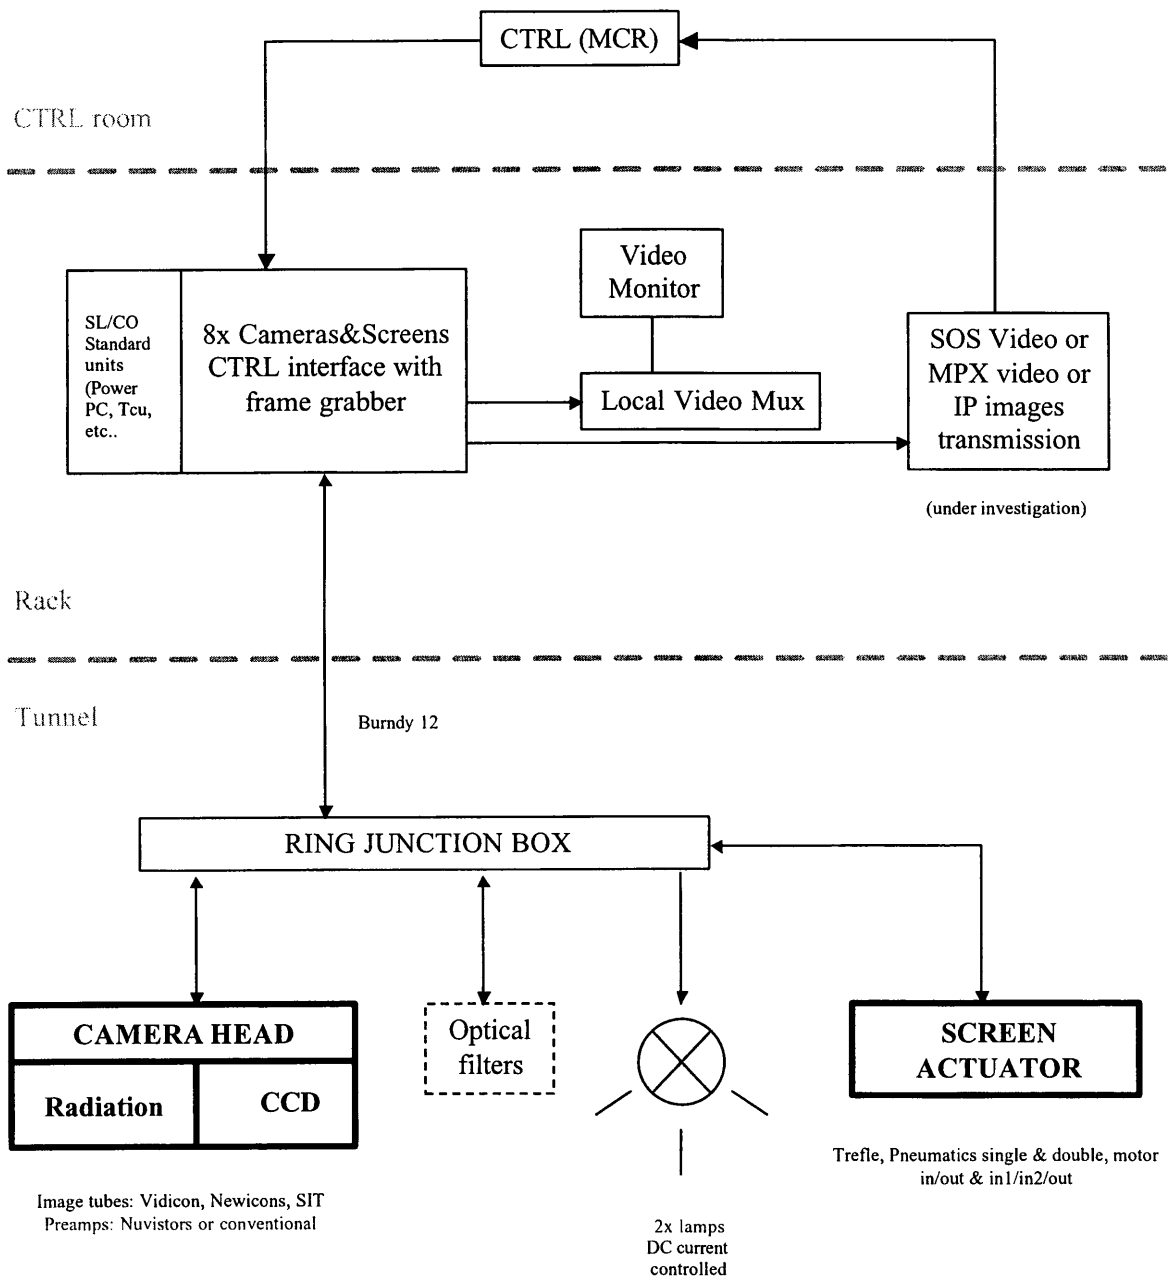 CTRL (MCR)
CTRL room
Video
Monitor
SL/CO
Standard
units
(Power
PC, Tcu,
etc..
8x Cameras&Screens
CTRL interface with
frame grabber
Local Video Mux
SOS Video or
MPX video or
IP images
transmission
(under investigation)
Rack
Tunnel
Burndy 12
RING JUNCTION BOX
CAMERA HEAD
Radiation
CCD
Optical
filters
SCREEN
ACTUATOR
Image tubes: Vidicon, Newicons, SIT
Preamps: Nuvistors or conventional
2x lamps
DC current
controlled
Trefle, Pneumatics single & double, motor
in/out & in1/in2/out